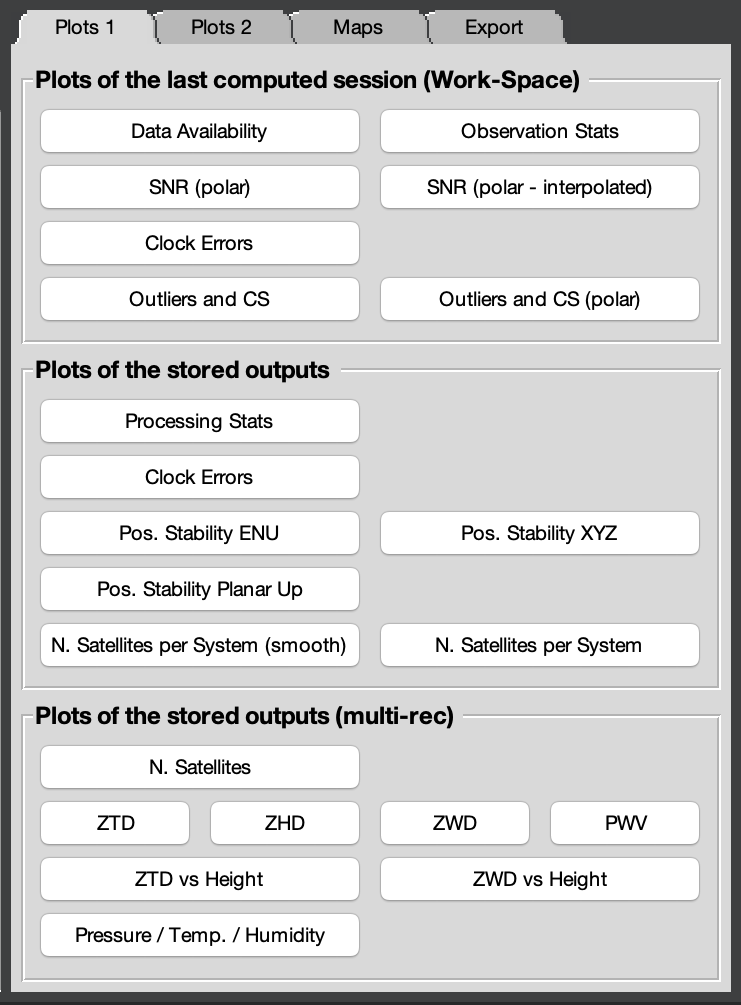 Plots 1
Plots 2
Maps
Export
Plots of the last computed session (Work-Space)
Data Availability
Observation Stats
SNR (polar)
SNR (polar - interpolated)
Clock Errors
Outliers and CS
Outliers and CS (polar)
Plots of the stored outputs
Processing Stats
Clock Errors
Pos. Stability ENU
Pos. Stability XYZ
Pos. Stability Planar Up
N. Satellites per System (smooth)
N. Satellites per System
Plots of the stored outputs (multi-rec)
N. Satellites
ZTD
ZHD
ZWD
PWV
ZTD vs Height
ZWD vs Height
Pressure / Temp. / Humidity